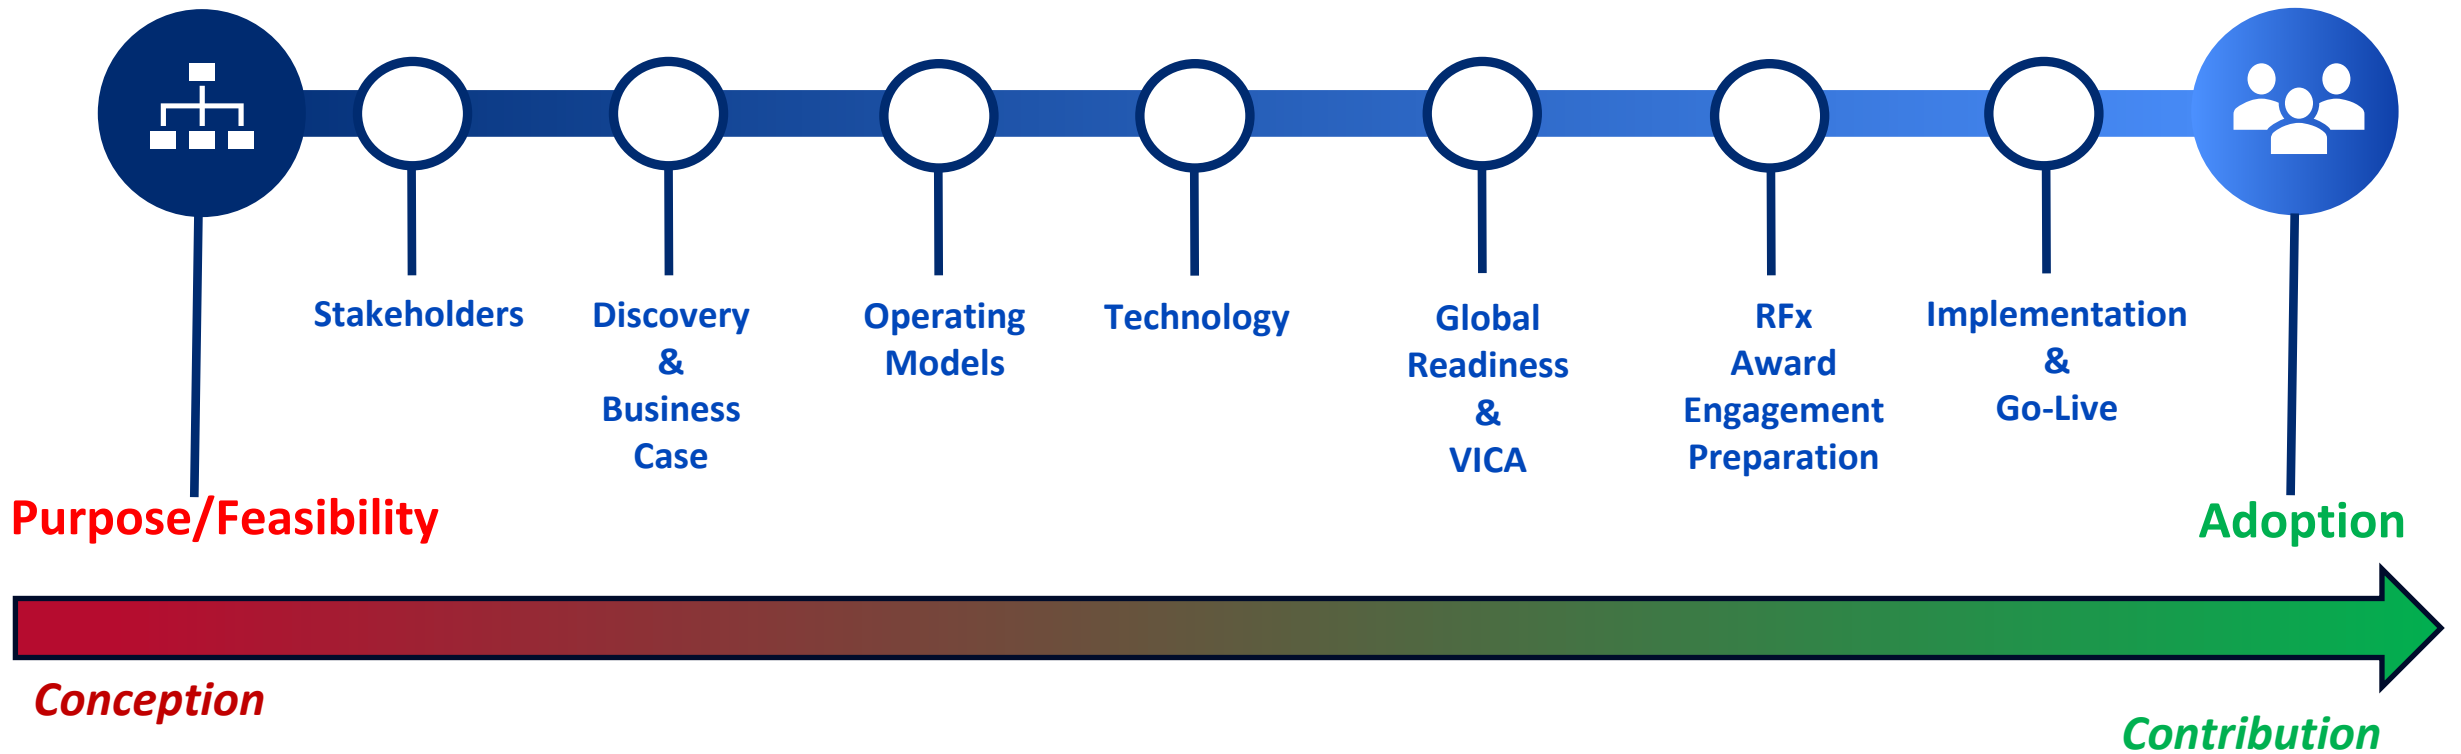 Stakeholders
Discovery
&
Business
Case
Operating
Models
Technology
Global
Readiness
&
VICA
RFx
Award
Engagement
Preparation
Implementation
&
Go-Live
Purpose/Feasibility
Adoption
Conception
Contribution